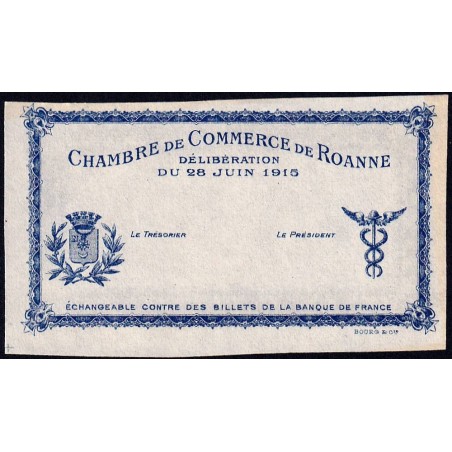 CHAMBRE DE COMMERCE DE ROANNE
DÉLIBÉRATION
DU 28 JUIN 1915
LE TRÉSORIER LE PRÉSIDENT
ÉCHANGEABLE CONTRE DES BILLETS DE LA BANQUE DE FRANCE